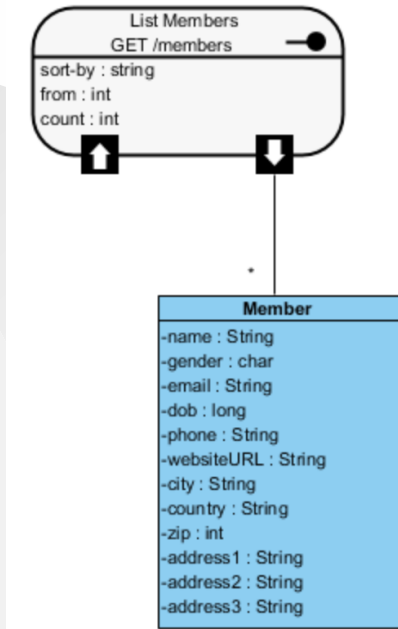 List Members
GET /members
sort-by : string
from : int
count : int
*
Member
-name : String
-gender : char
-email : String
-dob : long
-phone : String
-websiteURL : String
-city : String
-country : String
-zip : int
-address1 : String
-address2 : String
-address3 : String